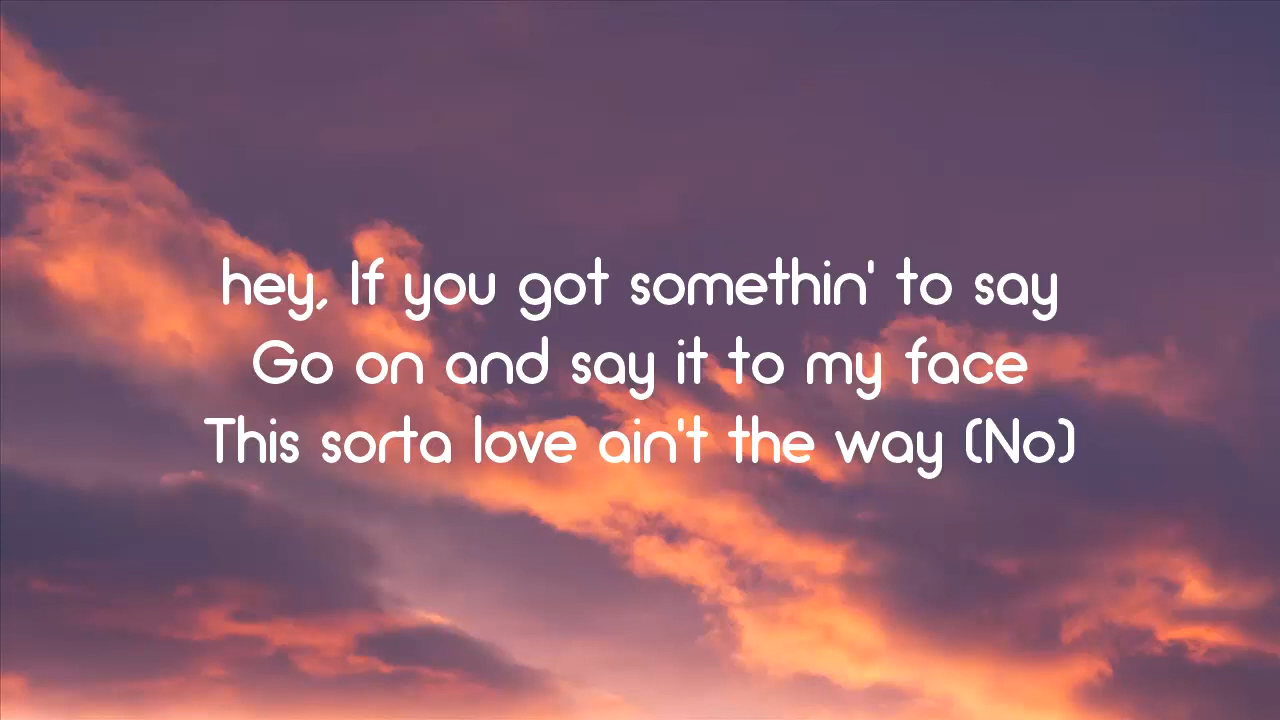 hey, If you got somethin' to say
Go on and say it to my face
This sorta love ain't the way (No)